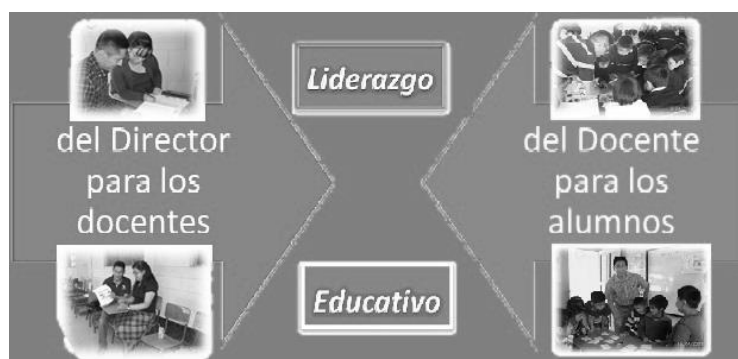 Liderazgo
del Director
para los
docentes
del Docente
para los
alumnos
Educativo